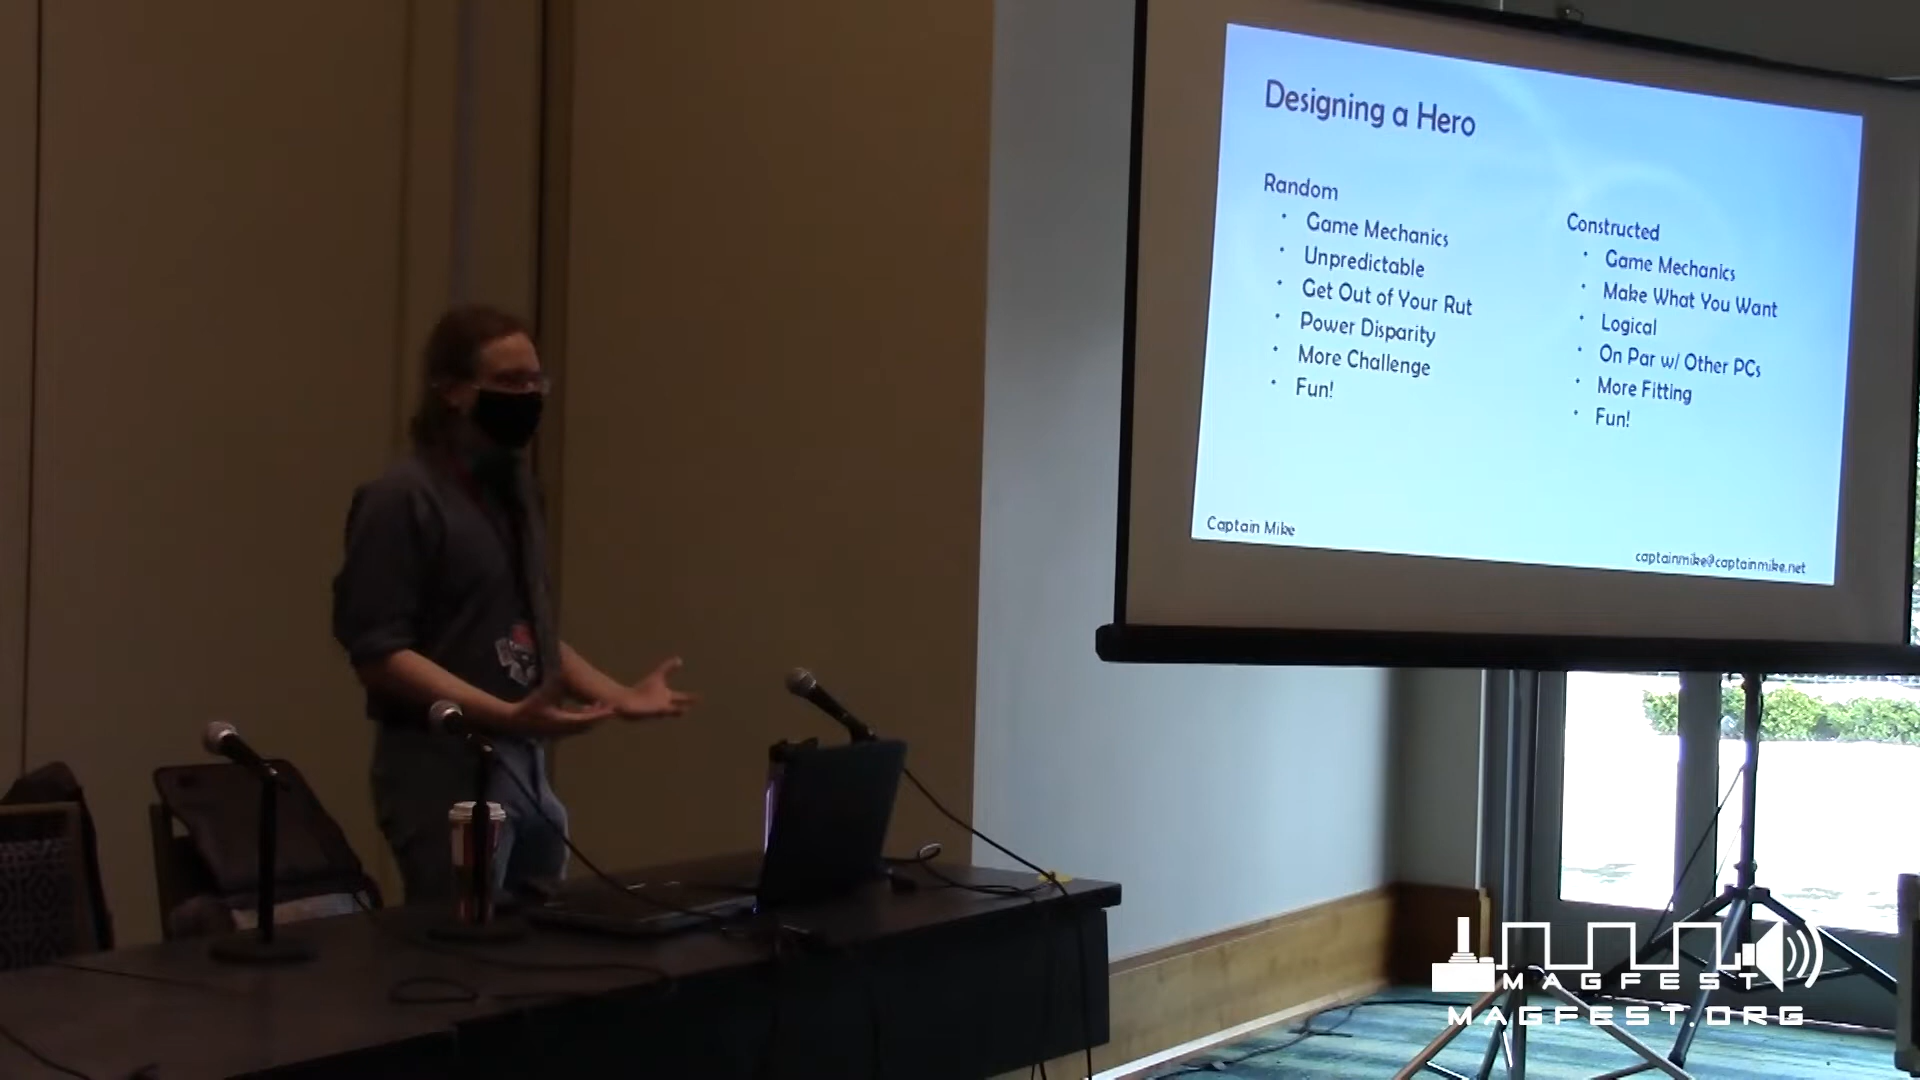 Designing a Hero
Random
• Game Mechanics
• Unpredictable
• Get Out of Your Rut
• Power Disparity
• More Challenge
• Fun!
Constructed
• Game Mechanics
• Make What You Want
• Logical
• On Par w/ Other PCs
• More Fitting
• Fun!
Captain Mike
captainmike@captainmike.net
MAGFEST
MAGFEST.ORG